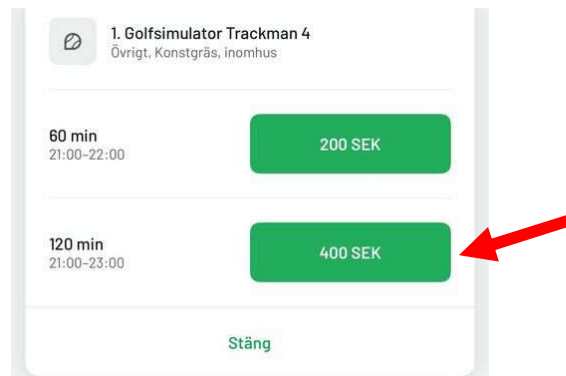 1. Golfsimulator Trackman 4
Övrigt, Konstgräs, inomhus
60 min
21:00-22:00
200 SEK
120 min
21:00-23:00
400 SEK
Stäng